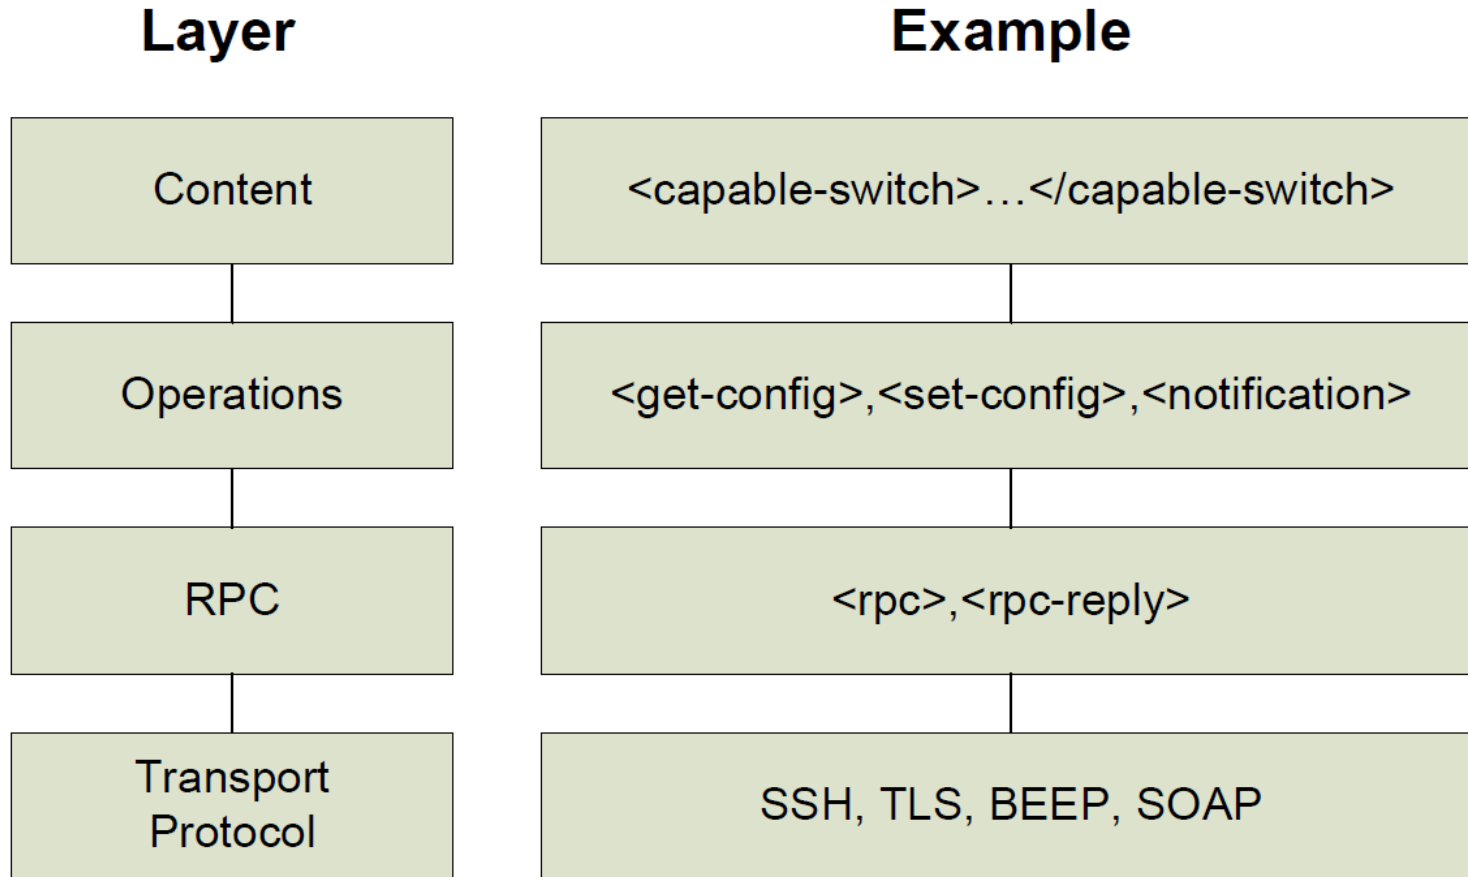 Layer
Example
Content
<capable-switch>…</capable-switch>
Operations
<get-config>,<set-config>,<notification>
RPC
<rpc>,<rpc-reply>
Transport
Protocol
SSH, TLS, BEEP, SOAP